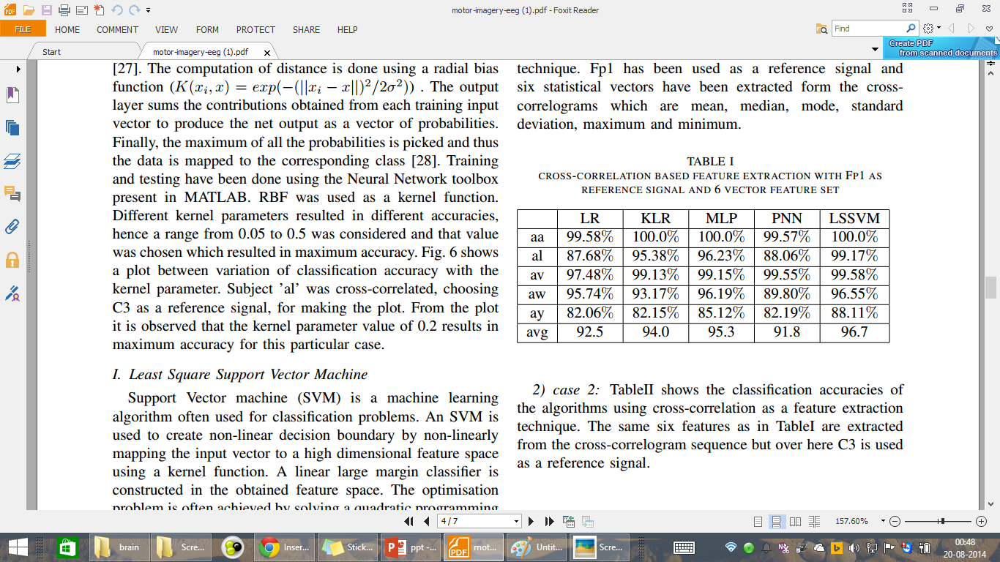 motor-imagery-eeg (1).pdf - Foxit Reader
FILE HOME COMMENT VIEW FORM PROTECT SHARE HELP
Find
Start
motor-imagery-eeg (1).pdf
Create PDF
from scanned documents
[27]. The computation of distance is done using a radial bias
function (K(xᵢ, x) = exp(−(||xᵢ − x||)²/2σ²)) . The output
layer sums the contributions obtained from each training input
vector to produce the net output as a vector of probabilities.
Finally, the maximum of all the probabilities is picked and thus
the data is mapped to the corresponding class [28]. Training
and testing have been done using the Neural Network toolbox
present in MATLAB. RBF was used as a kernel function.
Different kernel parameters resulted in different accuracies,
hence a range from 0.05 to 0.5 was considered and that value
was chosen which resulted in maximum accuracy. Fig. 6 shows
a plot between variation of classification accuracy with the
kernel parameter. Subject ’al’ was cross-correlated, choosing
C3 as a reference signal, for making the plot. From the plot
it is observed that the kernel parameter value of 0.2 results in
maximum accuracy for this particular case.
I. Least Square Support Vector Machine
Support Vector machine (SVM) is a machine learning
algorithm often used for classification problems. An SVM is
used to create non-linear decision boundary by non-linearly
mapping the input vector to a high dimensional feature space
using a kernel function. A linear large margin classifier is
constructed in the obtained feature space. The optimisation
problem is often achieved by solving a quadratic programming
technique. Fp1 has been used as a reference signal and
six statistical vectors have been extracted form the cross-
correlograms which are mean, median, mode, standard
deviation, maximum and minimum.
TABLE I
CROSS-CORRELATION BASED FEATURE EXTRACTION WITH FP1 AS
REFERENCE SIGNAL AND 6 VECTOR FEATURE SET
LR KLR MLP PNN LSSVM
aa 99.58% 100.0% 100.0% 99.57% 100.0%
al 87.68% 95.38% 96.23% 88.06% 99.17%
av 97.48% 99.13% 99.15% 99.55% 99.58%
aw 95.74% 93.17% 96.19% 89.80% 96.55%
ay 82.06% 82.15% 85.12% 82.19% 88.11%
avg 92.5 94.0 95.3 91.8 96.7
2) case 2: TableII shows the classification accuracies of
the algorithms using cross-correlation as a feature extraction
technique. The same six features as in TableI are extracted
from the cross-correlogram sequence but over here C3 is used
as a reference signal.
4 / 7
157.60%
brain
Scre...
Inser...
Stick...
ppt -...
mot...
Untit...
Scre...
00:48
20-08-2014